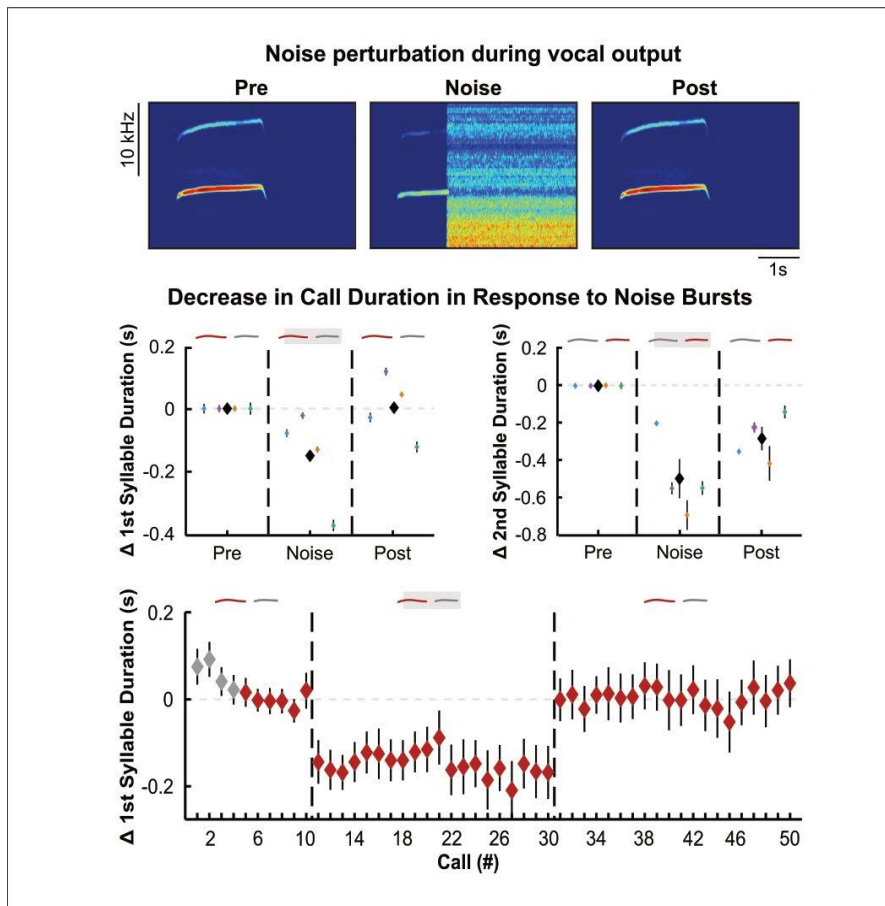 Noise perturbation during vocal output
Pre Noise Post
10 kHz
1s
Decrease in Call Duration in Response to Noise Bursts
Δ 1st Syllable Duration (s)
0.2
0
-0.2
-0.4
Pre Noise Post
Δ 2nd Syllable Duration (s)
0.2
0
-0.2
-0.4
-0.6
-0.8
Pre Noise Post
Δ 1st Syllable Duration (s)
0.2
0
-0.2
2 6 10 14 18 22 26 30 34 38 42 46 50
Call (#)